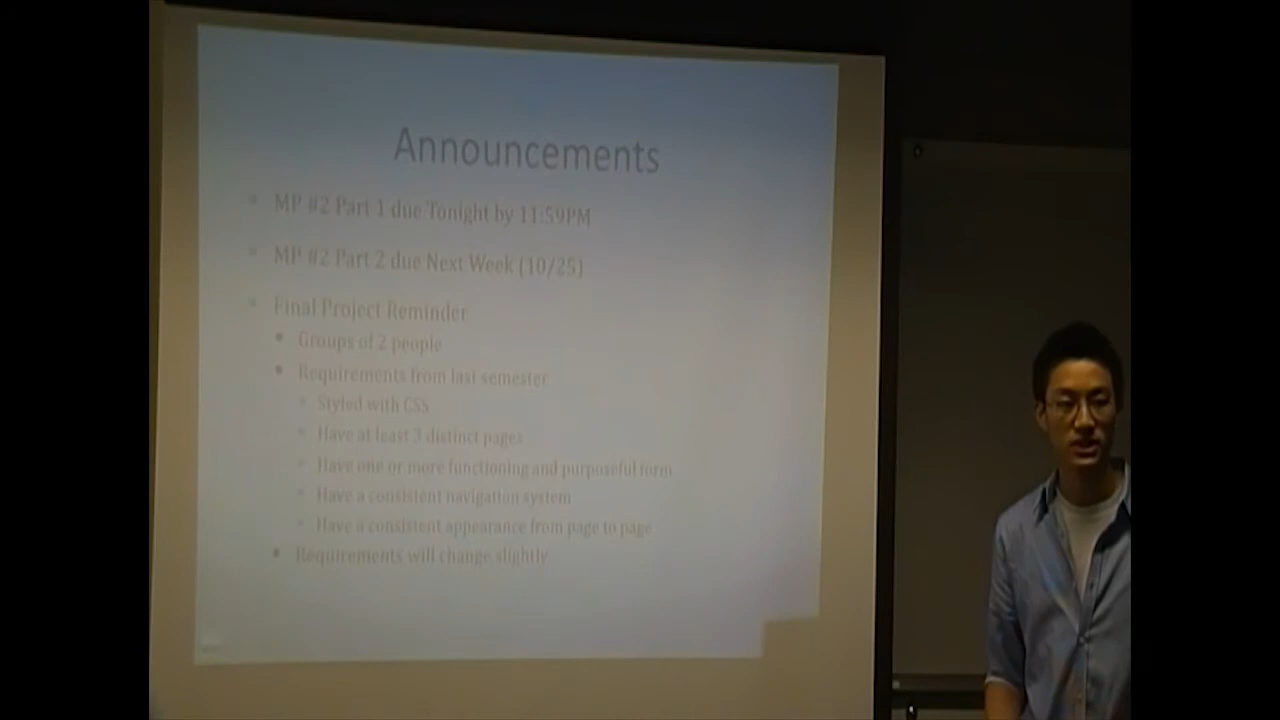 Announcements
MP #2 Part 1 due Tonight by 11:59PM
MP #2 Part 2 due Next Week (10/25)
Final Project Reminder
Groups of 2 people
Requirements from last semester
Styled with CSS
Have at least 3 distinct pages
Have one or more functioning and purposeful form
Have a consistent navigation system
Have a consistent appearance from page to page
Requirements will change slightly